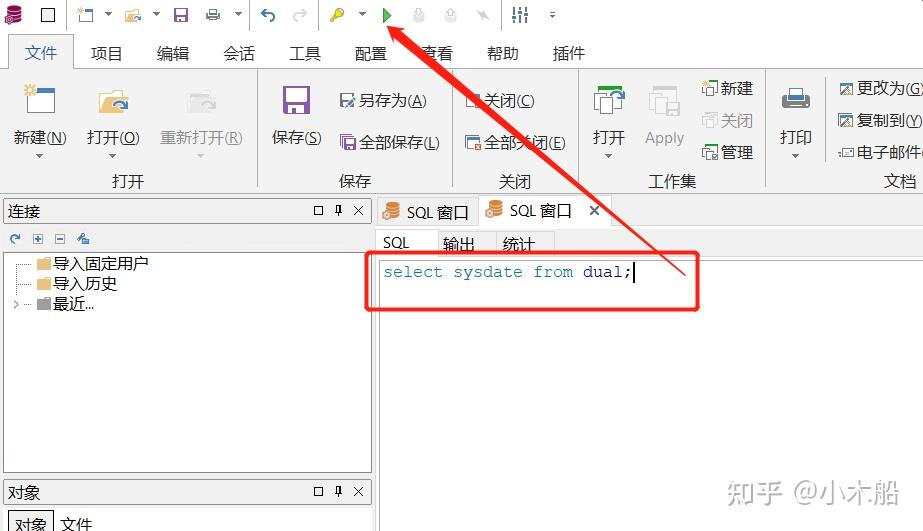 文件 项目 编辑 会话 工具 配置 查看 帮助 插件
新建(N) 打开(O) 重新打开(R) 保存(S) 另存为(A) 全部保存(L) 关闭(C) 全部关闭(E) 打开 Apply 新建 关闭 管理 打印 更改为(G) 复制到(Y) 电子邮件
打开 保存 关闭 工作集 文档
连接
SQL 窗口 SQL 窗口
SQL 输出 统计
导入固定用户
导入历史
最近...
select sysdate from dual;
对象
对象 文件
知乎 @小木船